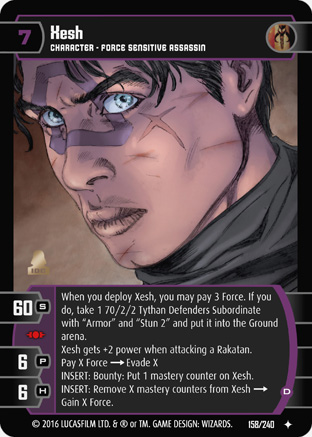 7
Xesh
CHARACTER - FORCE SENSITIVE ASSASSIN
60 S
6 P
6 H
When you deploy Xesh, you may pay 3 Force. If you
do, take 1 70/2/2 Tythan Defenders Subordinate
with “Armor” and “Stun 2” and put it into the Ground
arena.
Xesh gets +2 power when attacking a Rakatan.
Pay X Force → Evade X
INSERT: Bounty: Put 1 mastery counter on Xesh.
INSERT: Remove X mastery counters from Xesh →
Gain X Force.
D
© 2016 LUCASFILM LTD. & ® or TM. GAME DESIGN: WIZARDS. 158/240